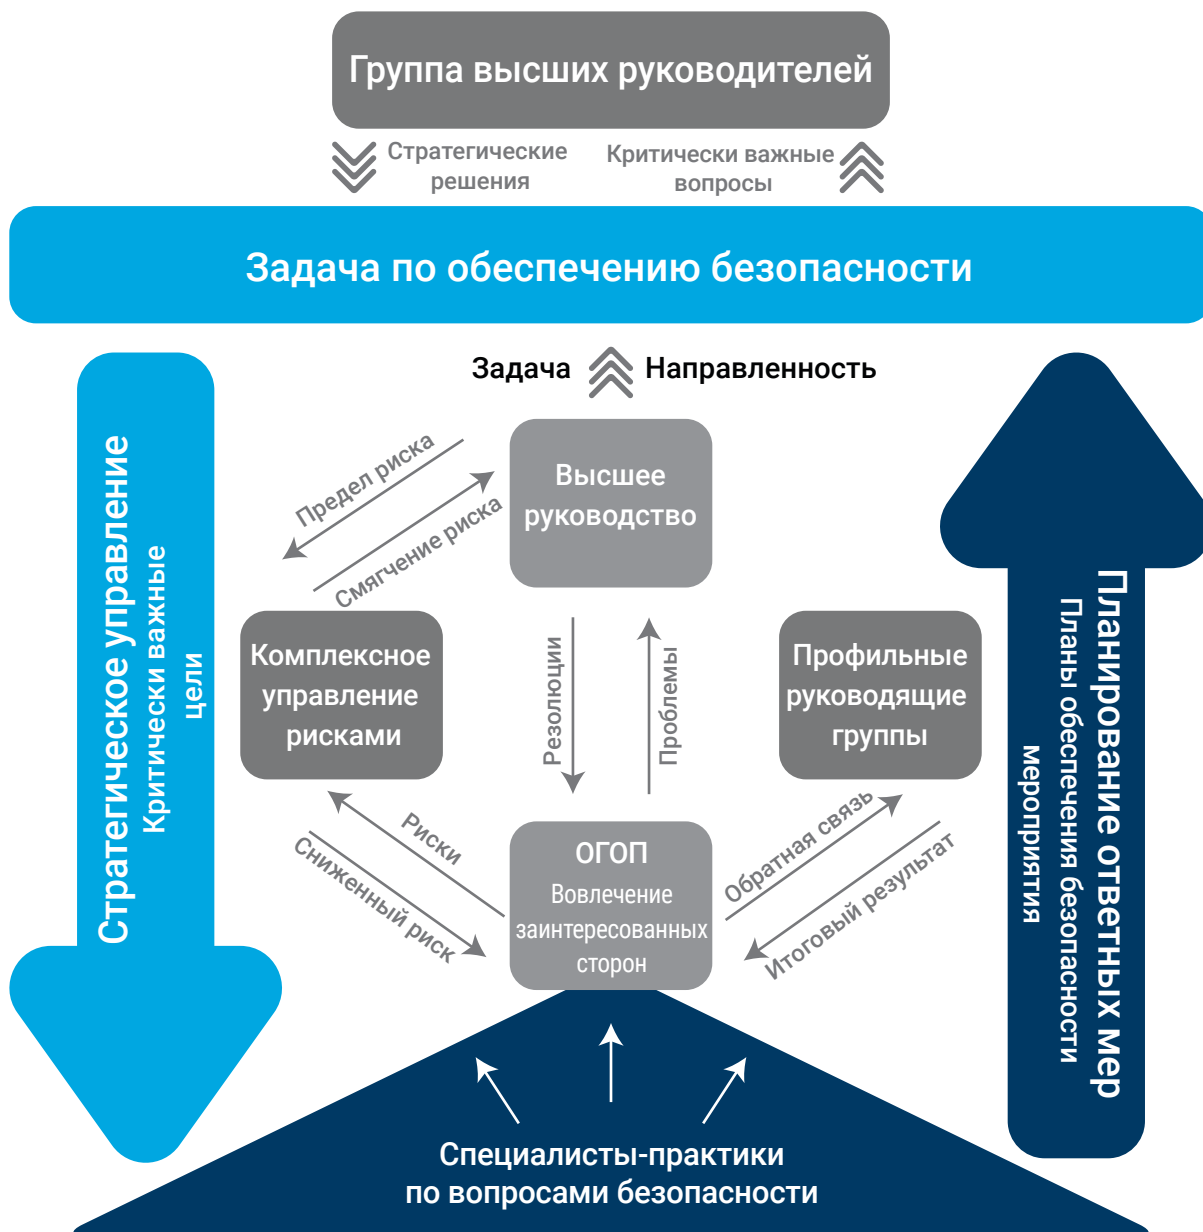 Группа высших руководителей
Стратегические
решения
Критически важные
вопросы
Задача по обеспечению безопасности
Задача
Направленность
Стратегическое управление
Критически важные
цели
Предел риска
Смягчение риска
Высшее
руководство
Комплексное
управление
рисками
Резолюции
Проблемы
Профильные
руководящие
группы
Риски
Сниженный риск
ОГОП
Вовлечение
заинтересованных
сторон
Обратная связь
Итоговый результат
Планирование ответных мер
Планы обеспечения безопасности
мероприятия
Специалисты-практики
по вопросами безопасности